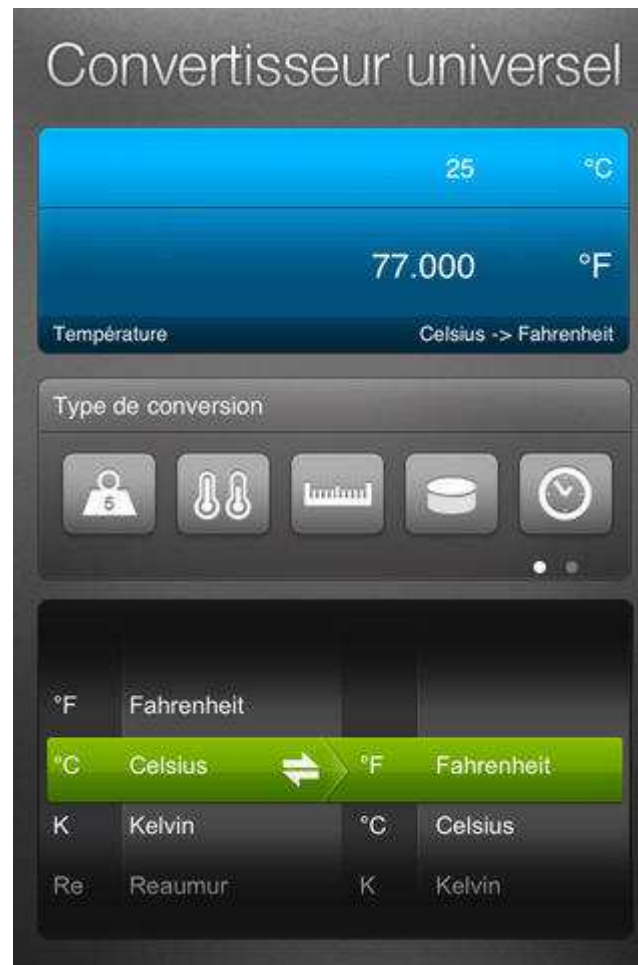 Convertisseur universel
25 °C
77.000 °F
Température Celsius -> Fahrenheit
Type de conversion
5
°F Fahrenheit
°C Celsius °F Fahrenheit
K Kelvin °C Celsius
Re Reaumur K Kelvin